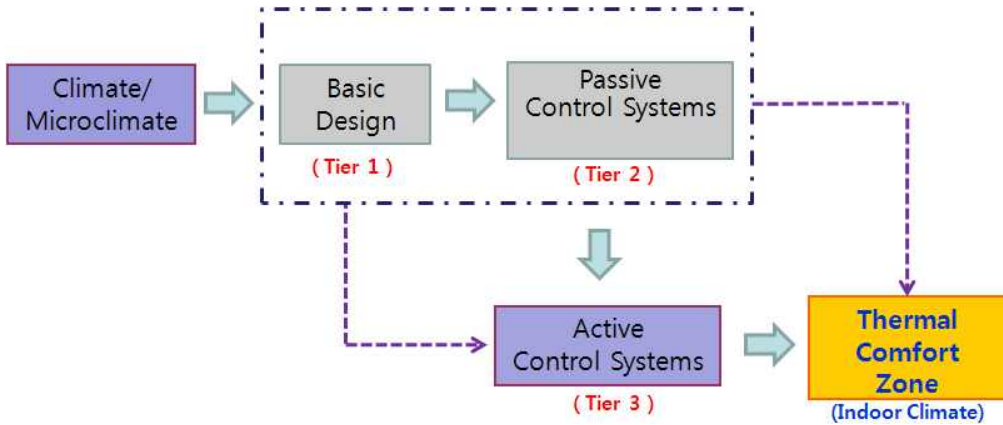 Climate/
Microclimate
Basic
Design
( Tier 1 )
Passive
Control Systems
( Tier 2 )
Active
Control Systems
( Tier 3 )
Thermal
Comfort
Zone
(Indoor Climate)